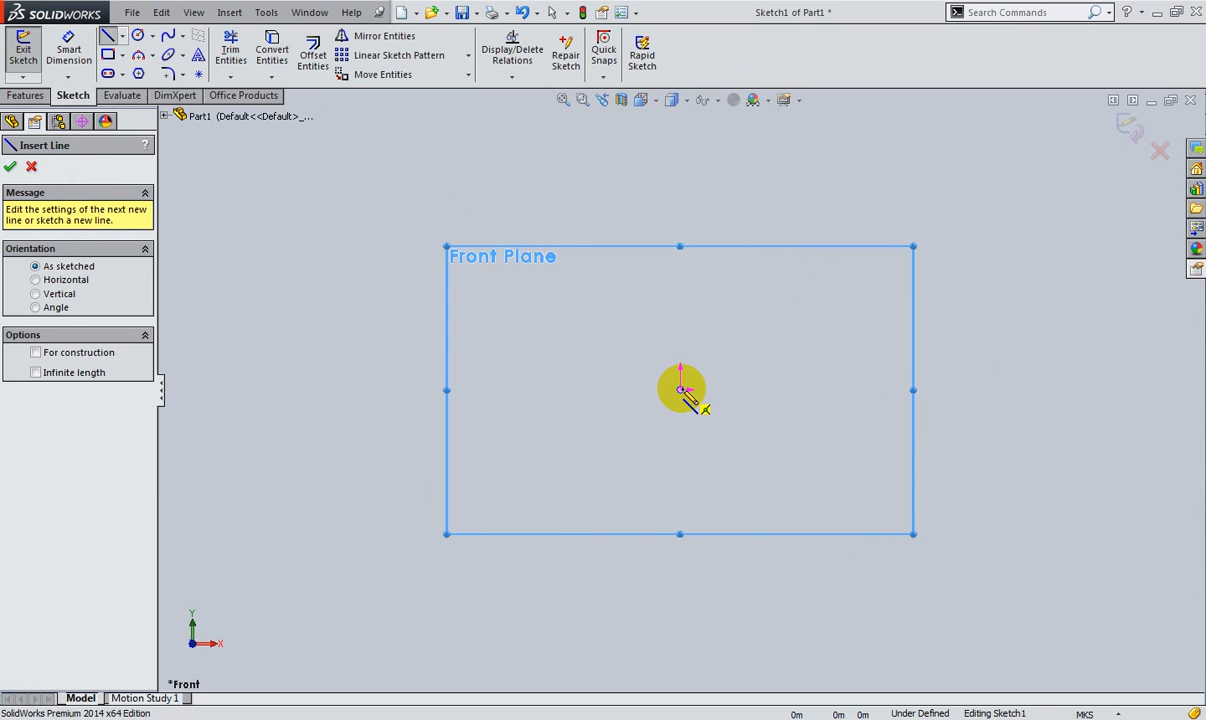 SOLIDWORKS File Edit View Insert Tools Window Help Sketch1 of Part1 * Search Commands
Exit Sketch
Smart Dimension
Trim Entities
Convert Entities
Offset Entities
Mirror Entities
Linear Sketch Pattern
Move Entities
Display/Delete Relations
Repair Sketch
Quick Snaps
Rapid Sketch
Features Sketch Evaluate DimXpert Office Products
Part1 (Default<<Default>_...
Insert Line ?
Message
Edit the settings of the next new
line or sketch a new line.
Orientation
As sketched
Horizontal
Vertical
Angle
Options
For construction
Infinite length
Front Plane
Y
X
*Front
Model Motion Study 1
SolidWorks Premium 2014 x64 Edition 0m 0m 0m Under Defined Editing Sketch1 MKS